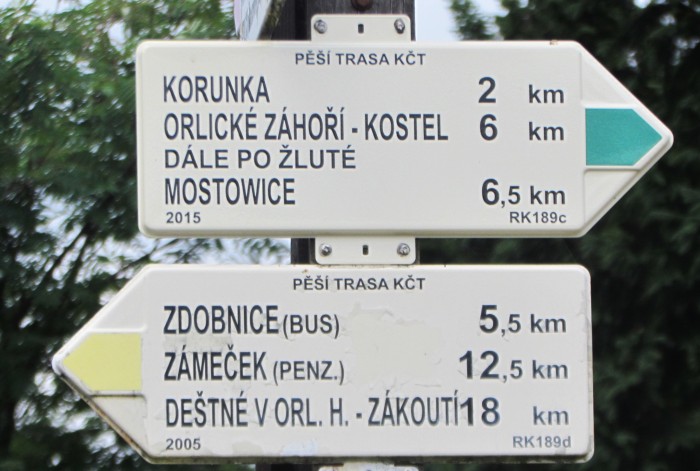 PĚŠÍ TRASA KČT
KORUNKA 2 km
ORLICKÉ ZÁHOŘÍ - KOSTEL 6 km
DÁLE PO ŽLUTÉ
MOSTOWICE 6,5 km
2015 RK189c
PĚŠÍ TRASA KČT
ZDOBNICE (BUS) 5,5 km
ZÁMEČEK (PENZ.) 12,5 km
DEŠTNÉ V ORL. H. - ZÁKOUTÍ 18 km
2005 RK189d